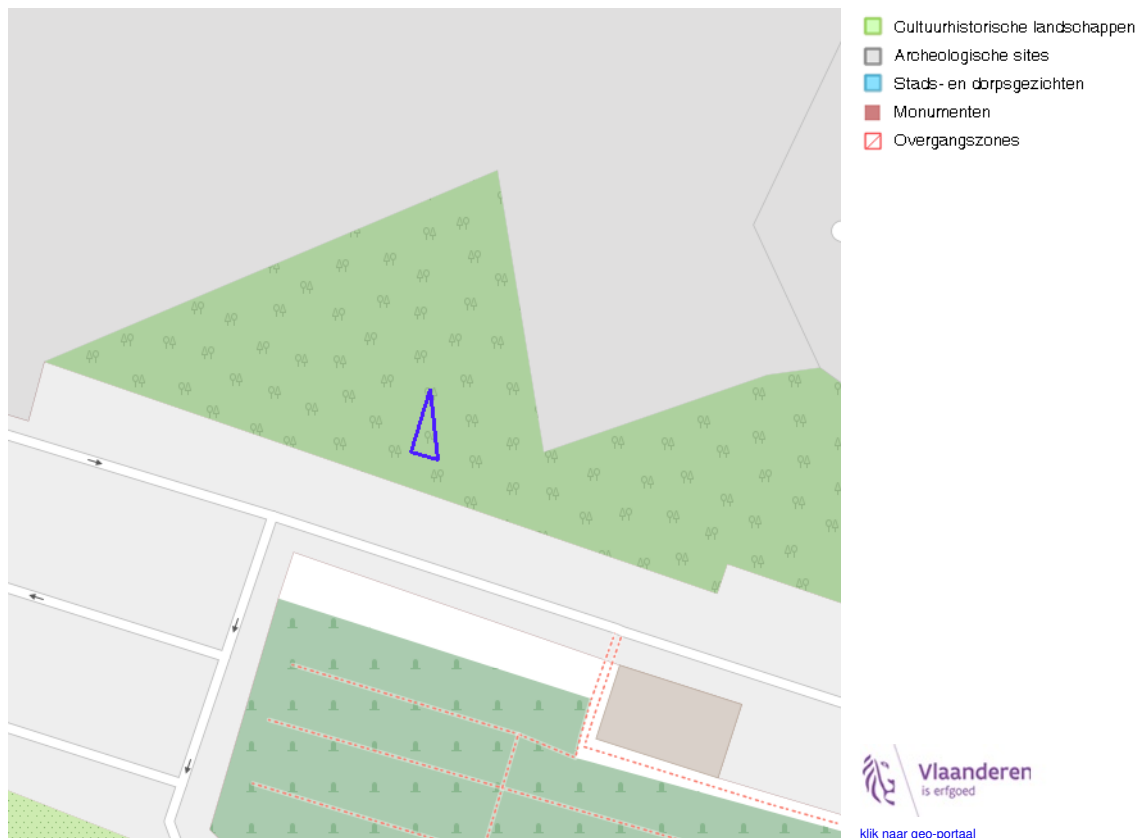 Cultuurhistorische landschappen
Archeologische sites
Stads- en dorpsgezichten
Monumenten
Overgangszones
Vlaanderen
is erfgoed
klik naar geo-portaal